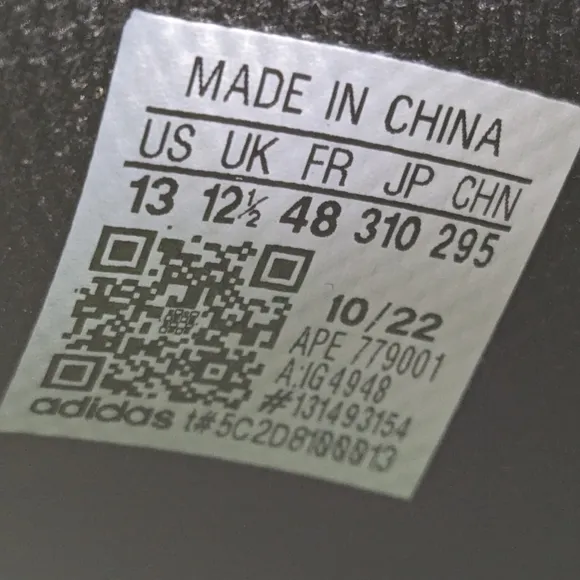 MADE IN CHINA
US UK FR JP CHN
13 12½ 48 310 295
10/22
APE 779001
A:IG4948
#131493154
adidas t#5C2D8100013